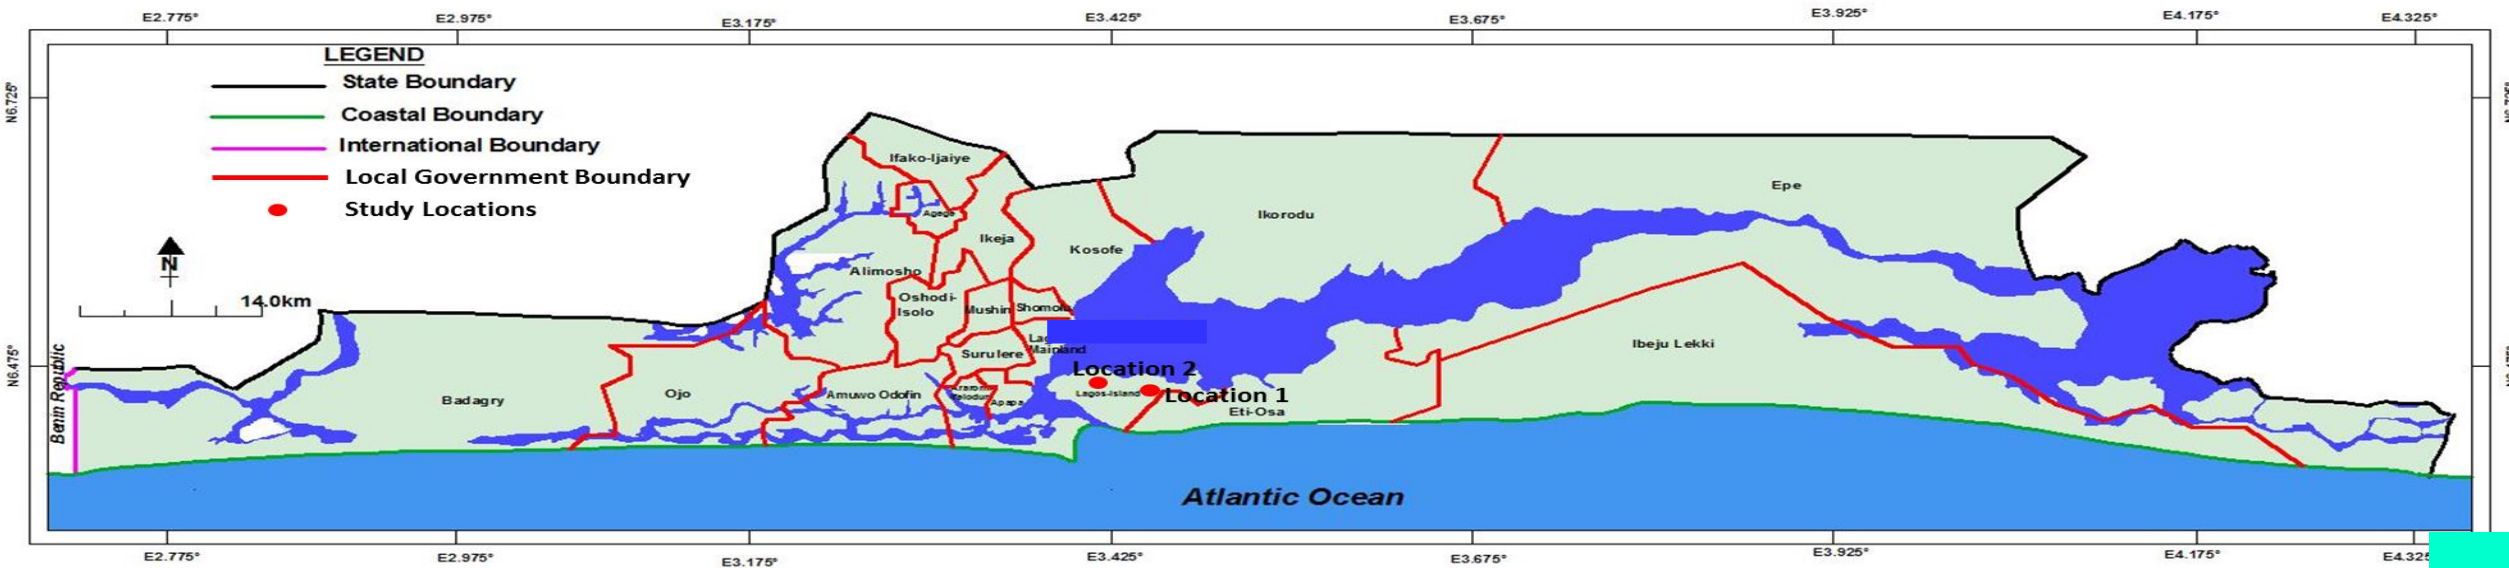 E2.775° E2.975° E3.175° E3.425° E3.675° E3.925° E4.175° E4.325°
LEGEND
State Boundary
Coastal Boundary
International Boundary
Local Government Boundary
Study Locations
N6.725°
N
14.0km
N6.475°
Benin Republic
Ifako-Ijaiye
Agege
Ikeja
Kosofe
Ikorodu
Epe
Alimosho
Oshodi-
Isolo
Mushin
Shomolu
Mainland
Surulere
Ibeju Lekki
Location 2
Location 1
Lagos-Island
Badagry
Ojo
Amuwo Odofin
Apapa
Eti-Osa
Atlantic Ocean
E2.775° E2.975° E3.175° E3.425° E3.675° E3.925° E4.175° E4.325